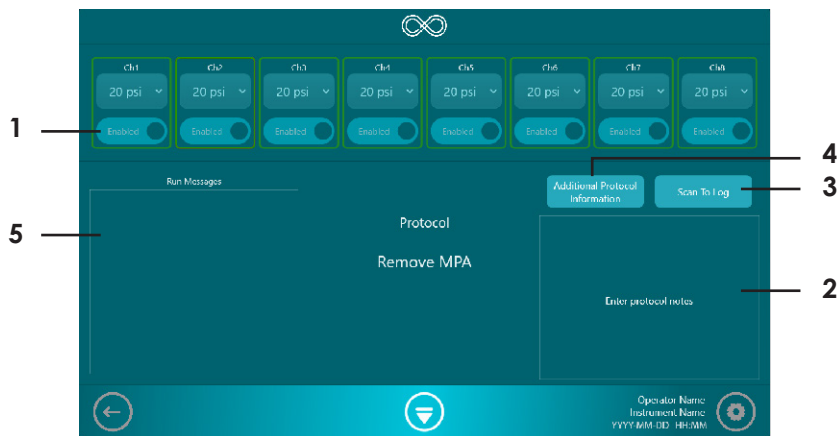 Ch1 Ch2 Ch3 Ch4 Ch5 Ch6 Ch7 Ch8
20 psi 20 psi 20 psi 20 psi 20 psi 20 psi 20 psi 20 psi
1
Enabled Enabled Enabled Enabled Enabled Enabled Enabled Enabled
4
Run Messages
Additional Protocol
Information
Scan To Log
3
5
Protocol
Remove MPA
2
Enter protocol notes
Operator Name
Instrument Name
YYYY-MM-DD HH:MM